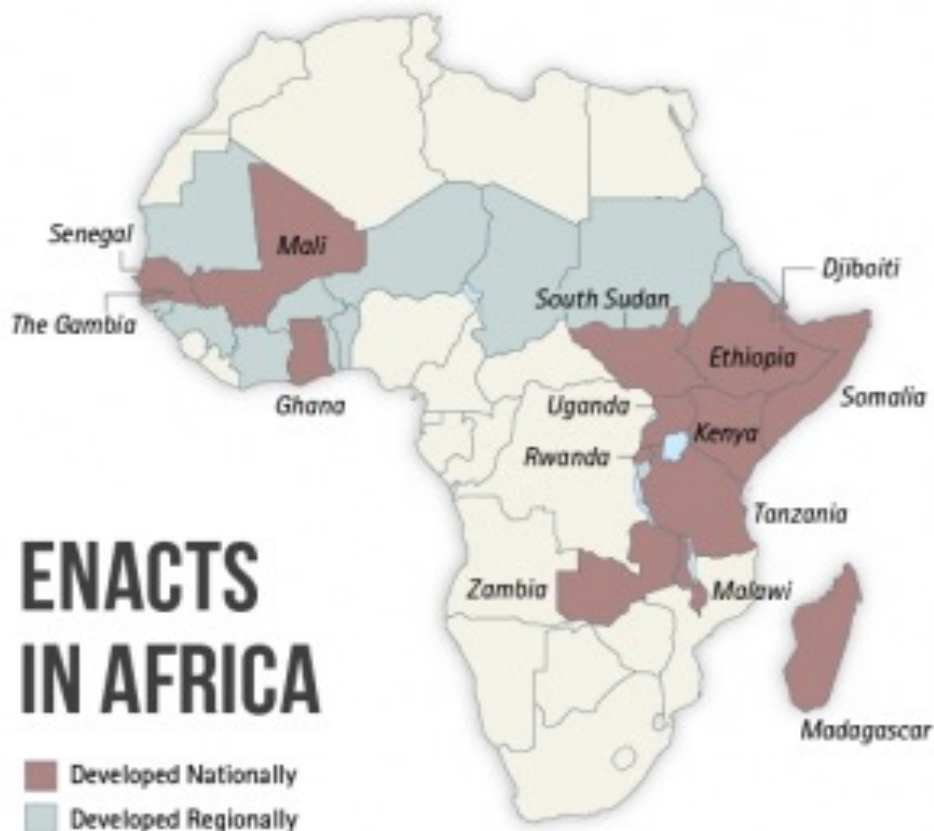 Senegal
Mali
Djiboiti
South Sudan
The Gambia
Ethiopia
Ghana
Uganda
Somalia
Kenya
Rwanda
Tanzania
Zambia
Malawi
Madagascar
ENACTS
IN AFRICA
Developed Nationally
Developed Regionally